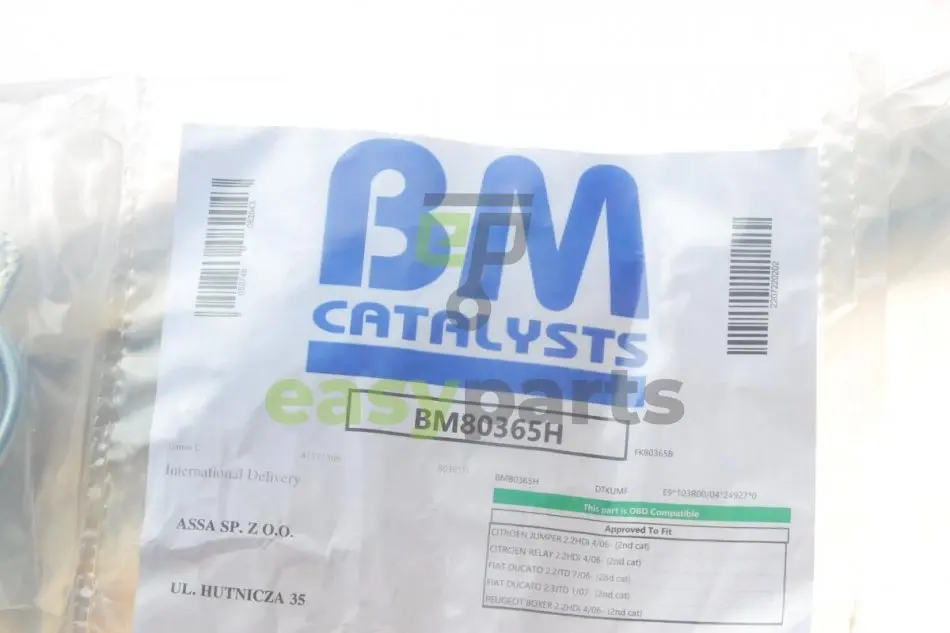 BM
CATALYSTS
2207220202
ep
easyparts
BM80365H
FK80365B
International Delivery
BM80365H DTKUMF E9*103R00/04*24927*0
This part is OBD Compatible
Approved To Fit
ASSA SP. Z O.O.
CITROEN JUMPER 2.2HDi 4/06- (2nd cat)
CITROEN RELAY 2.2HDi 4/06- (2nd cat)
FIAT DUCATO 2.2JTD 7/06- (2nd cat)
FIAT DUCATO 2.3JTD 1/07- (2nd cat)
PEUGEOT BOXER 2.2HDi 4/06- (2nd cat)
UL. HUTNICZA 35